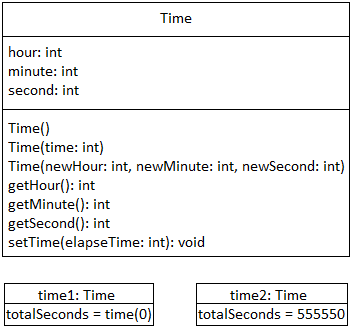 Time
hour: int
minute: int
second: int
Time()
Time(time: int)
Time(newHour: int, newMinute: int, newSecond: int)
getHour(): int
getMinute(): int
getSecond(): int
setTime(elapseTime: int): void
time1: Time
totalSeconds = time(0)
time2: Time
totalSeconds = 555550